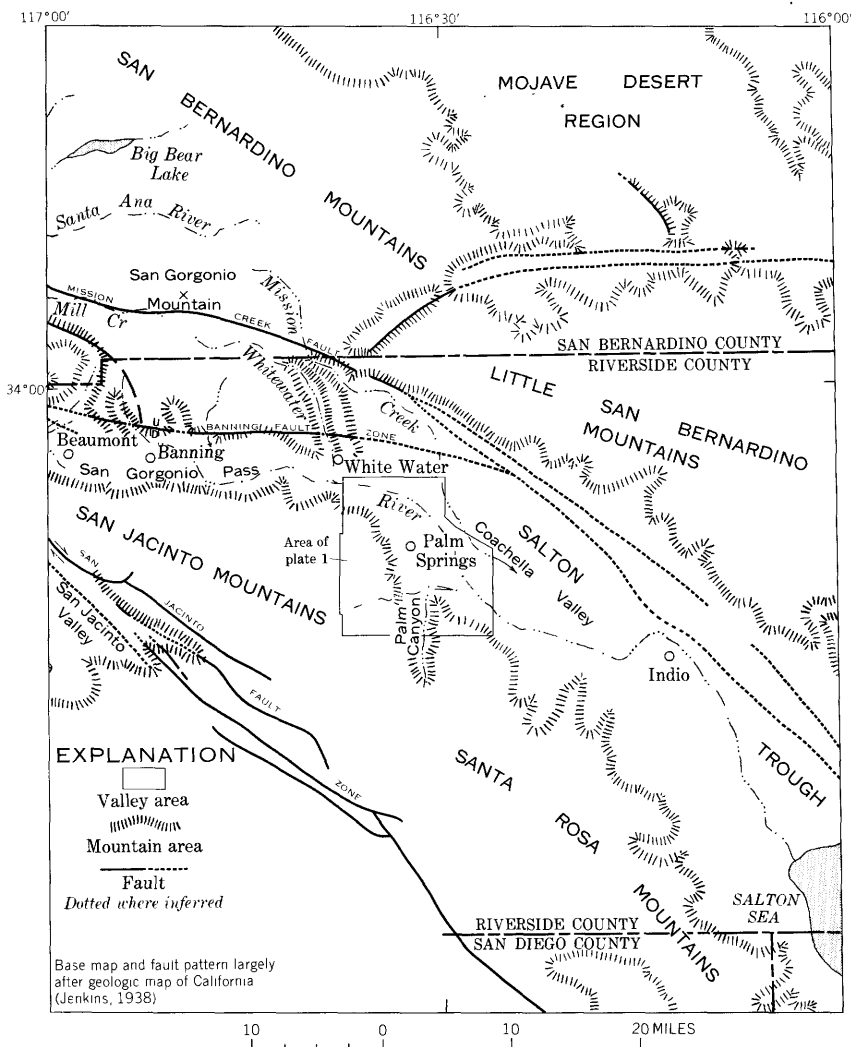 117°00'
116°30'
116°00'
SAN BERNARDINO MOUNTAINS
MOJAVE DESERT
REGION
Big Bear
Lake
Santa Ana River
San Gorgonio
Mountain
MISSION CREEK FAULT
Mill Cr
Mission
Creek
Whitewater
River
SAN BERNARDINO COUNTY
RIVERSIDE COUNTY
34°00'
LITTLE SAN BERNARDINO
MOUNTAINS
BANNING FAULT ZONE
U
D
Beaumont
Banning
White Water
San Gorgonio Pass
SAN JACINTO MOUNTAINS
Area of
plate 1
Palm
Springs
Coachella
Valley
SALTON
TROUGH
SAN JACINTO FAULT ZONE
San Jacinto
Valley
Palm
Canyon
Indio
EXPLANATION
Valley area
Mountain area
Fault
Dotted where inferred
SANTA ROSA MOUNTAINS
SALTON
SEA
RIVERSIDE COUNTY
SAN DIEGO COUNTY
Base map and fault pattern largely
after geologic map of California
(Jenkins, 1938)
10 0 10 20 MILES